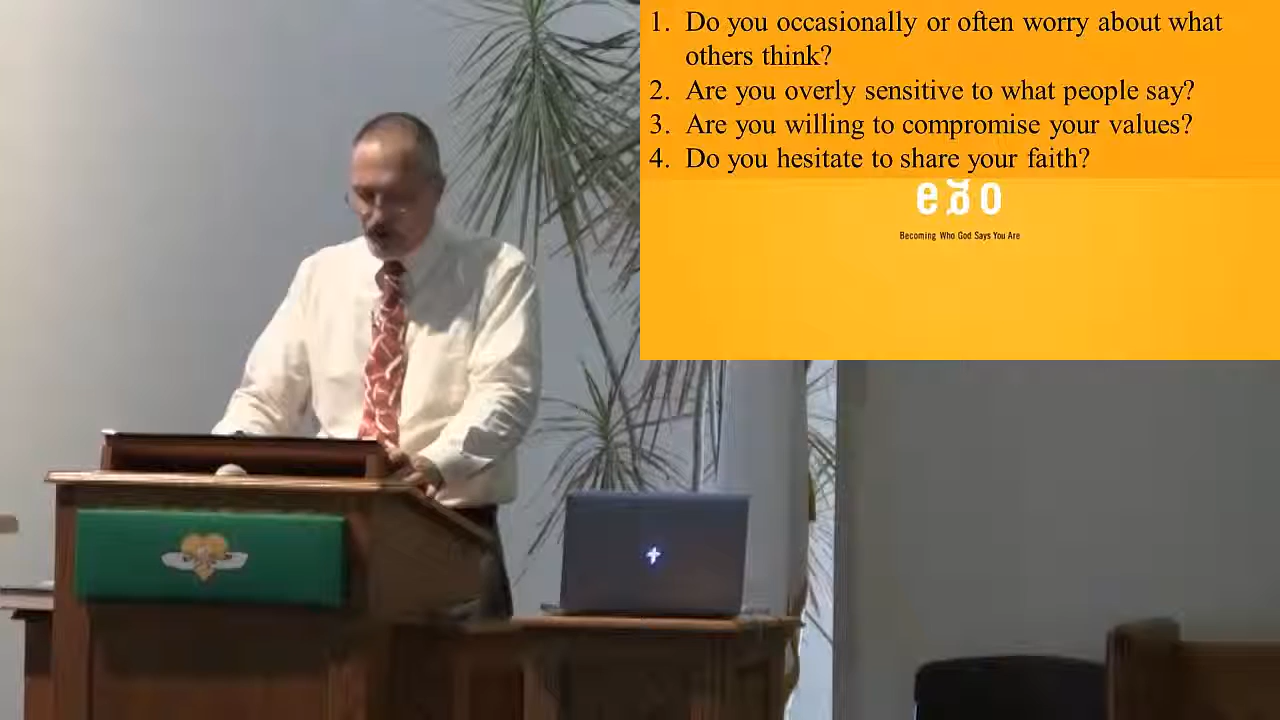 1. Do you occasionally or often worry about what
others think?
2. Are you overly sensitive to what people say?
3. Are you willing to compromise your values?
4. Do you hesitate to share your faith?
ego
Becoming Who God Says You Are